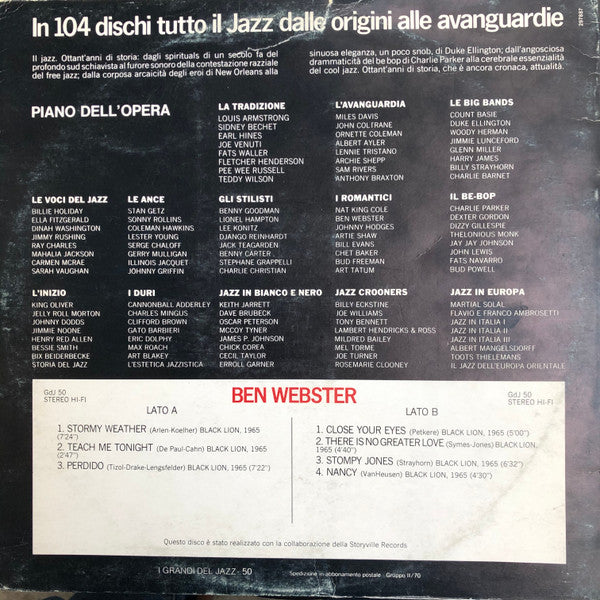 In 104 dischi tutto il Jazz dalle origini alle avanguardie
297857
Il jazz. Ottant'anni di storia: dagli spirituals di un secolo fa del
profondo sud schiavista al furore sonoro della contestazione razziale
del free jazz; dalla corposa arcaicità degli eroi di New Orleans alla
sinuosa eleganza, un poco snob, di Duke Ellington; dall'angosciosa
drammaticità del be bop di Charlie Parker alla cerebrale essenzialità
del cool jazz. Ottant'anni di storia, che è ancora cronaca, attualità.
PIANO DELL'OPERA
LA TRADIZIONE
LOUIS ARMSTRONG
SIDNEY BECHET
EARL HINES
JOE VENUTI
FATS WALLER
FLETCHER HENDERSON
PEE WEE RUSSELL
TEDDY WILSON
L'AVANGUARDIA
MILES DAVIS
JOHN COLTRANE
ORNETTE COLEMAN
ALBERT AYLER
LENNIE TRISTANO
ARCHIE SHEPP
SAM RIVERS
ANTHONY BRAXTON
LE BIG BANDS
COUNT BASIE
DUKE ELLINGTON
WOODY HERMAN
JIMMIE LUNCEFORD
GLENN MILLER
HARRY JAMES
BILLY STRAYHORN
CHARLIE BARNET
LE VOCI DEL JAZZ
BILLIE HOLIDAY
ELLA FITZGERALD
DINAH WASHINGTON
JIMMY RUSHING
RAY CHARLES
MAHALIA JACKSON
CARMEN MCRAE
SARAH VAUGHAN
LE ANCE
STAN GETZ
SONNY ROLLINS
COLEMAN HAWKINS
LESTER YOUNG
SERGE CHALOFF
GERRY MULLIGAN
ILLINOIS JACQUET
JOHNNY GRIFFIN
GLI STILISTI
BENNY GOODMAN
LIONEL HAMPTON
LEE KONITZ
DJANGO REINHARDT
JACK TEAGARDEN
BENNY CARTER
STEPHANE GRAPPELLI
CHARLIE CHRISTIAN
I ROMANTICI
NAT KING COLE
BEN WEBSTER
JOHNNY HODGES
ARTIE SHAW
BILL EVANS
CHET BAKER
BUD FREEMAN
ART TATUM
IL BE-BOP
CHARLIE PARKER
DEXTER GORDON
DIZZY GILLESPIE
THELONIOUS MONK
JAY JAY JOHNSON
JOHN LEWIS
FATS NAVARRO
BUD POWELL
L'INIZIO
KING OLIVER
JELLY ROLL MORTON
JOHNNY DODDS
JIMMIE NOONE
HENRY RED ALLEN
BESSIE SMITH
BIX BEIDERBECKE
STORIA DEL JAZZ
I DURI
CANNONBALL ADDERLEY
CHARLES MINGUS
CLIFFORD BROWN
GATO BARBIERI
ERIC DOLPHY
MAX ROACH
ART BLAKEY
L'ESTETICA JAZZISTICA
JAZZ IN BIANCO E NERO
KEITH JARRETT
DAVE BRUBECK
OSCAR PETERSON
MCCOY TYNER
JAMES P. JOHNSON
CHICK COREA
CECIL TAYLOR
ERROLL GARNER
JAZZ CROONERS
BILLY ECKSTINE
JOE WILLIAMS
TONY BENNETT
LAMBERT HENDRICKS & ROSS
MILDRED BAILEY
MEL TORME
JOE TURNER
ROSEMARIE CLOONEY
JAZZ IN EUROPA
MARTIAL SOLAL
FLAVIO E FRANCO AMBROSETTI
JAZZ IN ITALIA I
JAZZ IN ITALIA II
JAZZ IN ITALIA III
ALBERT MANGELSDORFF
TOOTS THIELEMANS
IL JAZZ DELL'EUROPA ORIENTALE
GdJ 50
STEREO HI-FI
BEN WEBSTER
GdJ 50
STEREO HI-FI
LATO A
1. STORMY WEATHER (Arlen-Koelher) BLACK LION, 1965
(7'24")
2. TEACH ME TONIGHT (De Paul-Cahn) BLACK LION, 1965
(2'47")
3. PERDIDO (Tizol-Drake-Lengsfelder) BLACK LION, 1965 (7'22")
LATO B
1. CLOSE YOUR EYES (Petkere) BLACK LION, 1965 (5'00")
2. THERE IS NO GREATER LOVE (Symes-Jones) BLACK LION,
1965 (4'40")
3. STOMPY JONES (Strayhorn) BLACK LION, 1965 (6'32")
4. NANCY (VanHeusen) BLACK LION, 1965 (4'30")
Questo disco è stato realizzato con la collaborazione della Storyville Records
I GRANDI DEL JAZZ - 50
Spedizione in abbonamento postale - Gruppo II/70